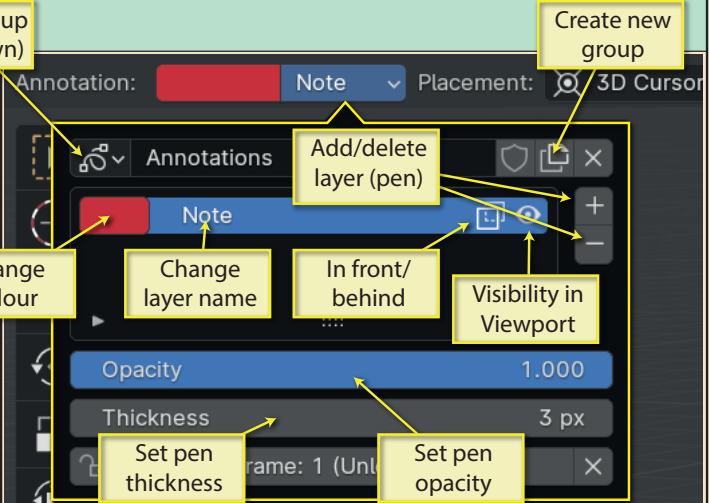 up
n)
Create new
group
Annotation:
Note
Placement:
3D Cursor
Annotations
Add/delete
layer (pen)
Note
ange
lour
Change
layer name
In front/
behind
Visibility in
Viewport
Opacity
1.000
Thickness
3 px
Set pen
thickness
rame: 1 (Unl
Set pen
opacity